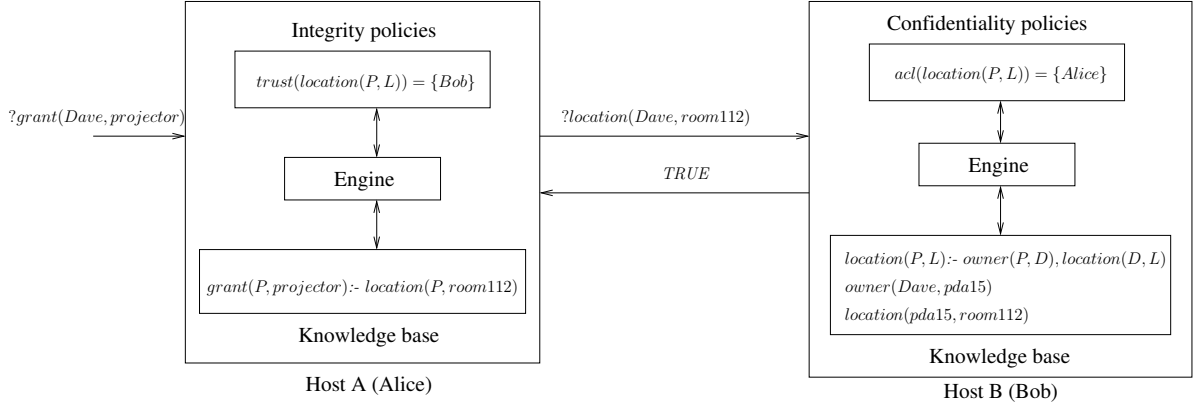 ?grant(Dave, projector)
Integrity policies
trust(location(P, L)) = {Bob}
Engine
grant(P, projector):- location(P, room112)
Knowledge base
Host A (Alice)
?location(Dave, room112)
TRUE
Confidentiality policies
acl(location(P, L)) = {Alice}
Engine
location(P, L):- owner(P, D), location(D, L)
owner(Dave, pda15)
location(pda15, room112)
Knowledge base
Host B (Bob)